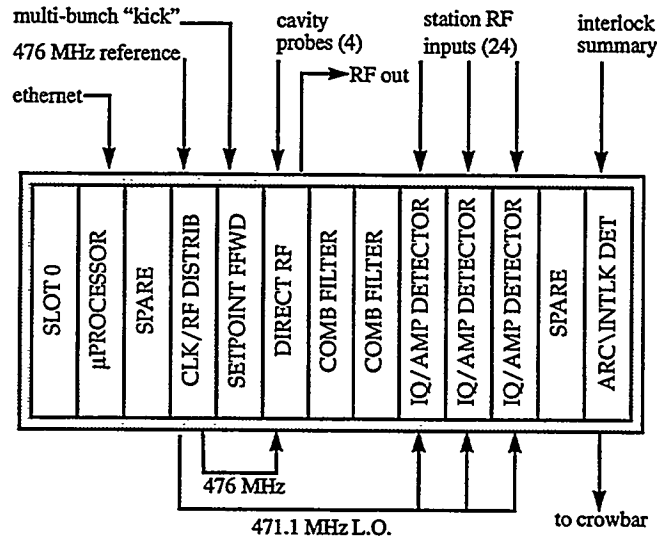 multi-bunch “kick”
476 MHz reference
ethernet
cavity
probes (4)
RF out
station RF
inputs (24)
interlock
summary
SLOT 0
μPROCESSOR
SPARE
CLK/RF DISTRIB
SETPOINT FFWD
DIRECT RF
COMB FILTER
COMB FILTER
IQ/AMP DETECTOR
IQ/AMP DETECTOR
IQ/AMP DETECTOR
SPARE
ARC\INTLK DET
476 MHz
471.1 MHz L.O.
to crowbar